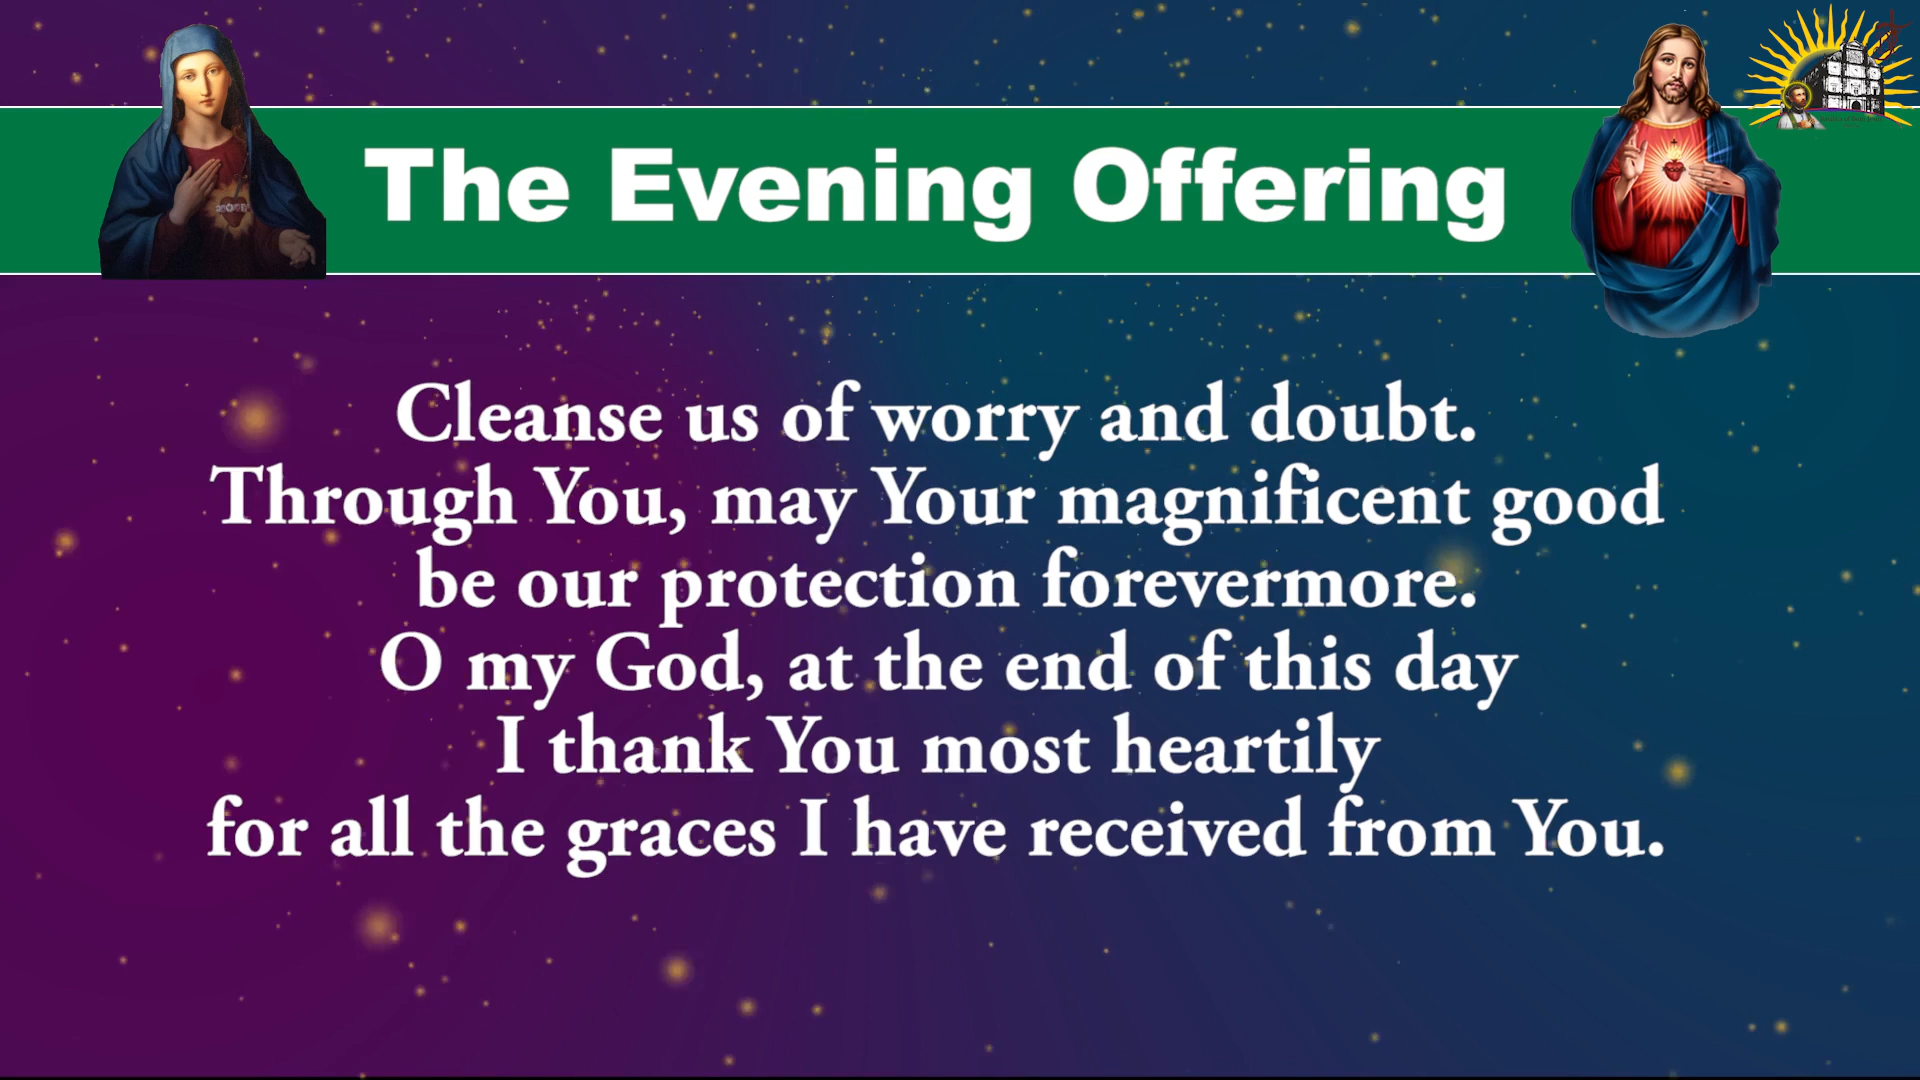 The Evening Offering
Cleanse us of worry and doubt.
Through You, may Your magnificent good
be our protection forevermore.
O my God, at the end of this day
I thank You most heartily
for all the graces I have received from You.